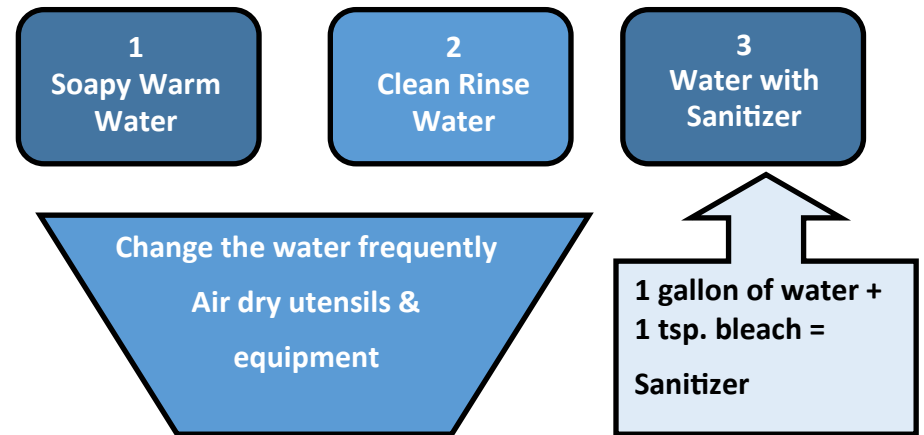 1
Soapy Warm
Water
2
Clean Rinse
Water
3
Water with
Sanitizer
Change the water frequently
Air dry utensils &
equipment
1 gallon of water +
1 tsp. bleach =
Sanitizer